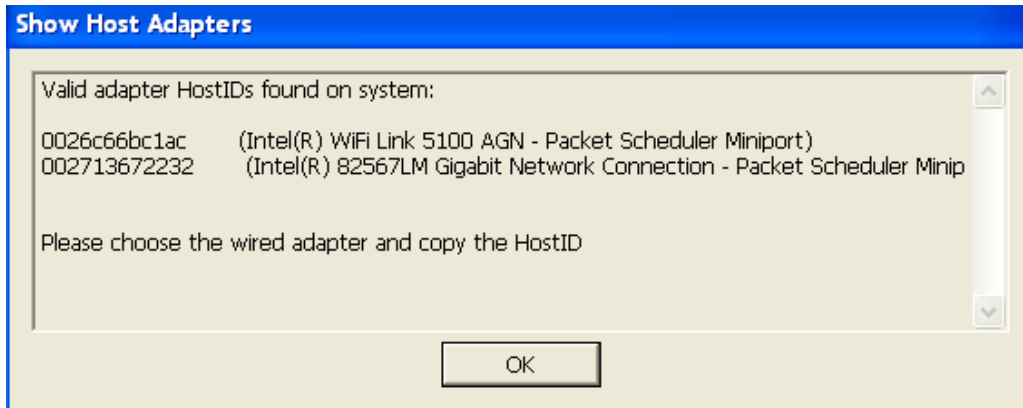 Show Host Adapters
Valid adapter HostIDs found on system:
0026c66bc1ac (Intel(R) WiFi Link 5100 AGN - Packet Scheduler Miniport)
002713672232 (Intel(R) 82567LM Gigabit Network Connection - Packet Scheduler Minip
Please choose the wired adapter and copy the HostID
OK